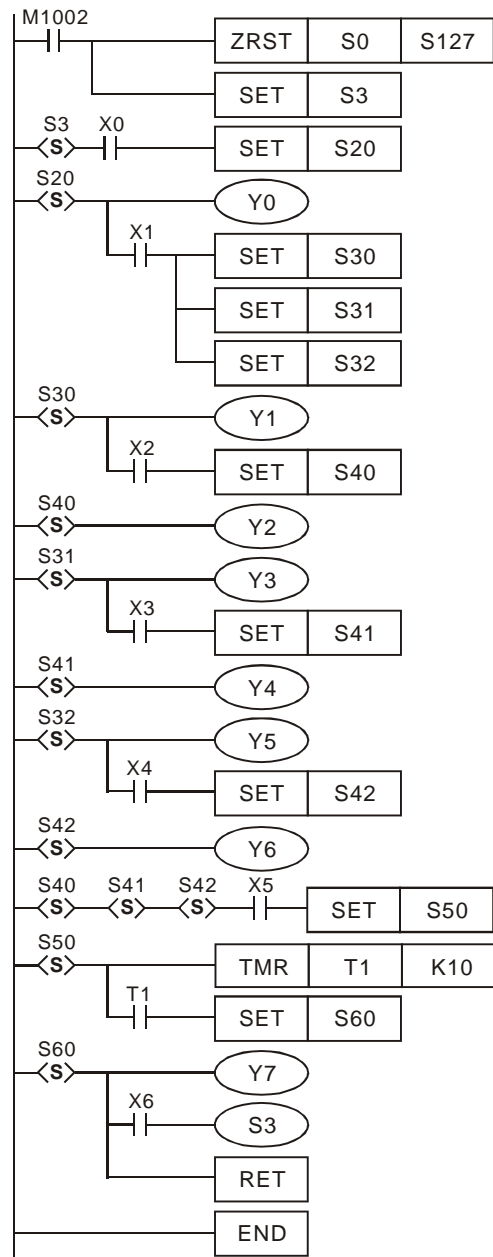 M1002
ZRST S0 S127
SET S3
S3 X0
S SET S20
S20
S Y0
X1
SET S30
SET S31
SET S32
S30
S Y1
X2
SET S40
S40
S Y2
S31
S Y3
X3
SET S41
S41
S Y4
S32
S Y5
X4
SET S42
S42
S Y6
S40 S41 S42 X5
S S S SET S50
S50
S TMR T1 K10
T1
SET S60
S60
S Y7
X6
S3
RET
END